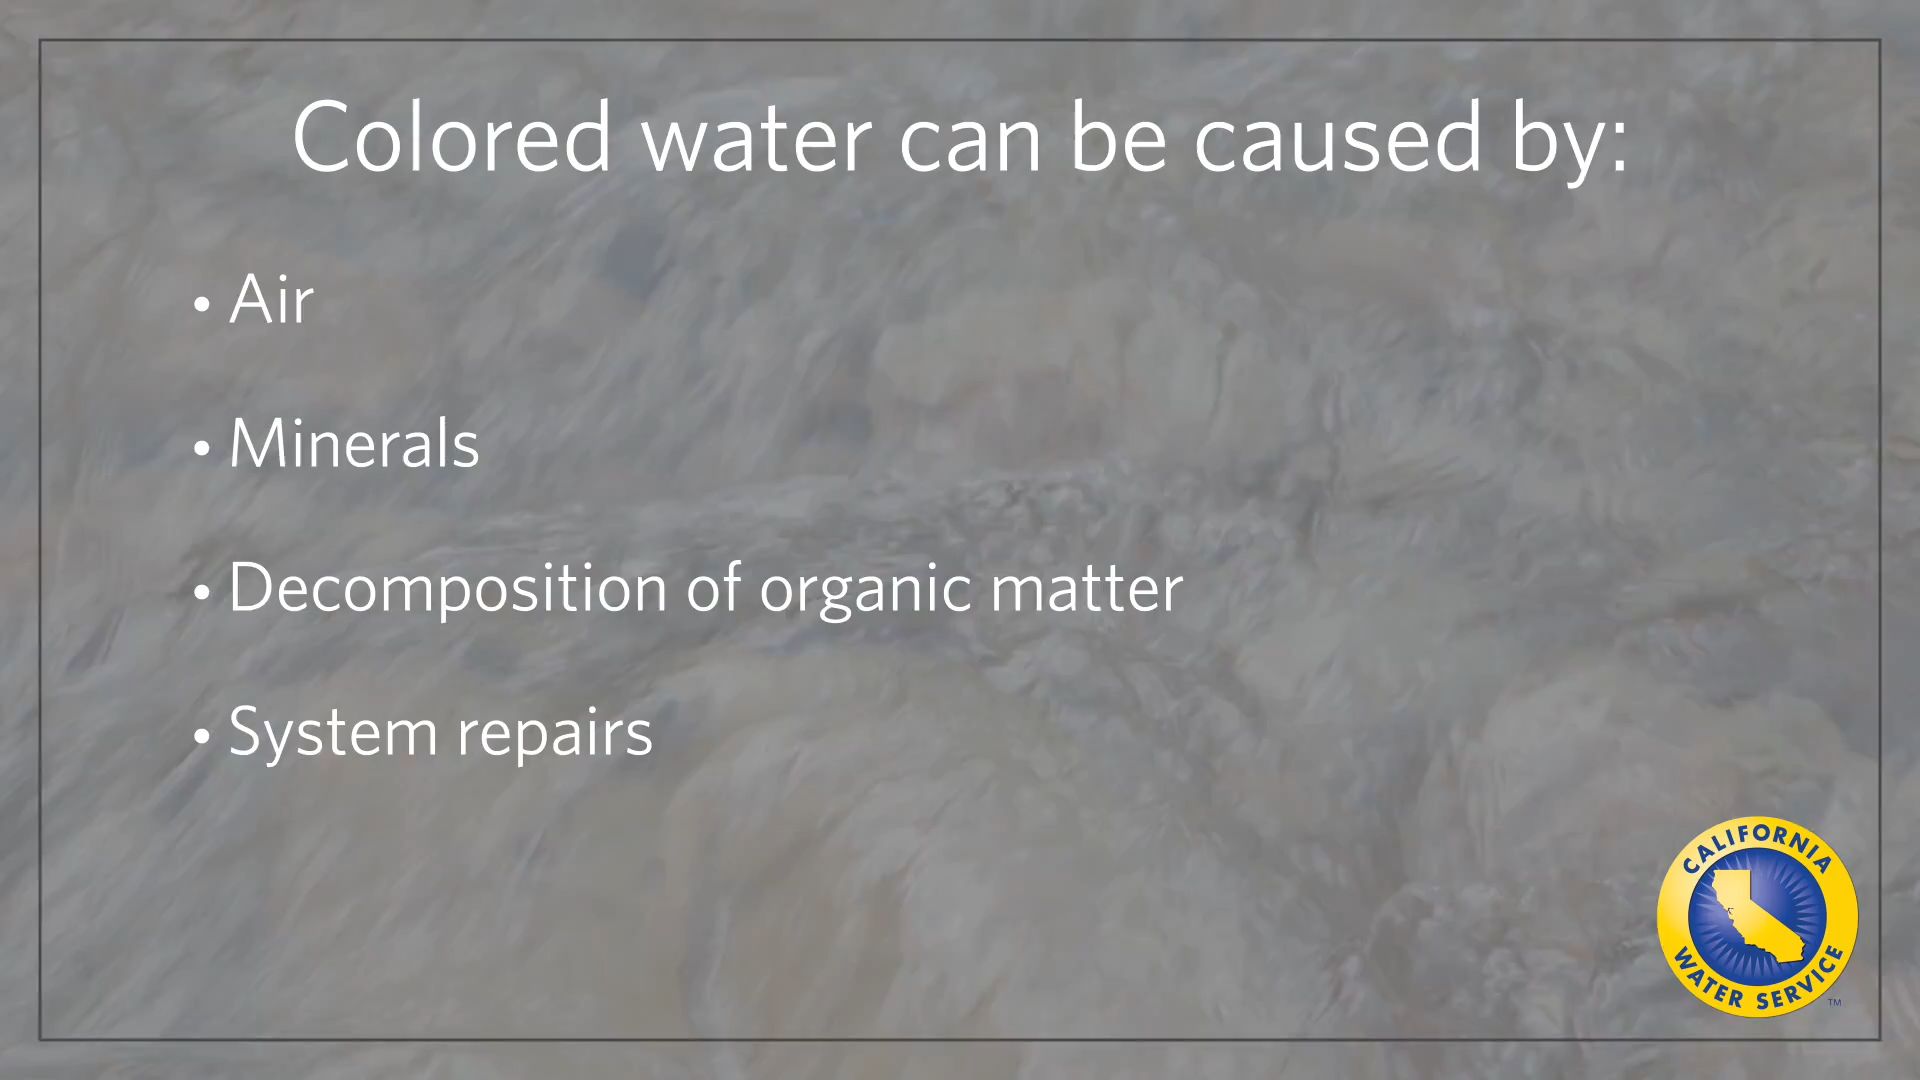 Colored water can be caused by:
• Air
• Minerals
• Decomposition of organic matter
• System repairs
CALIFORNIA
WATER SERVICE
TM